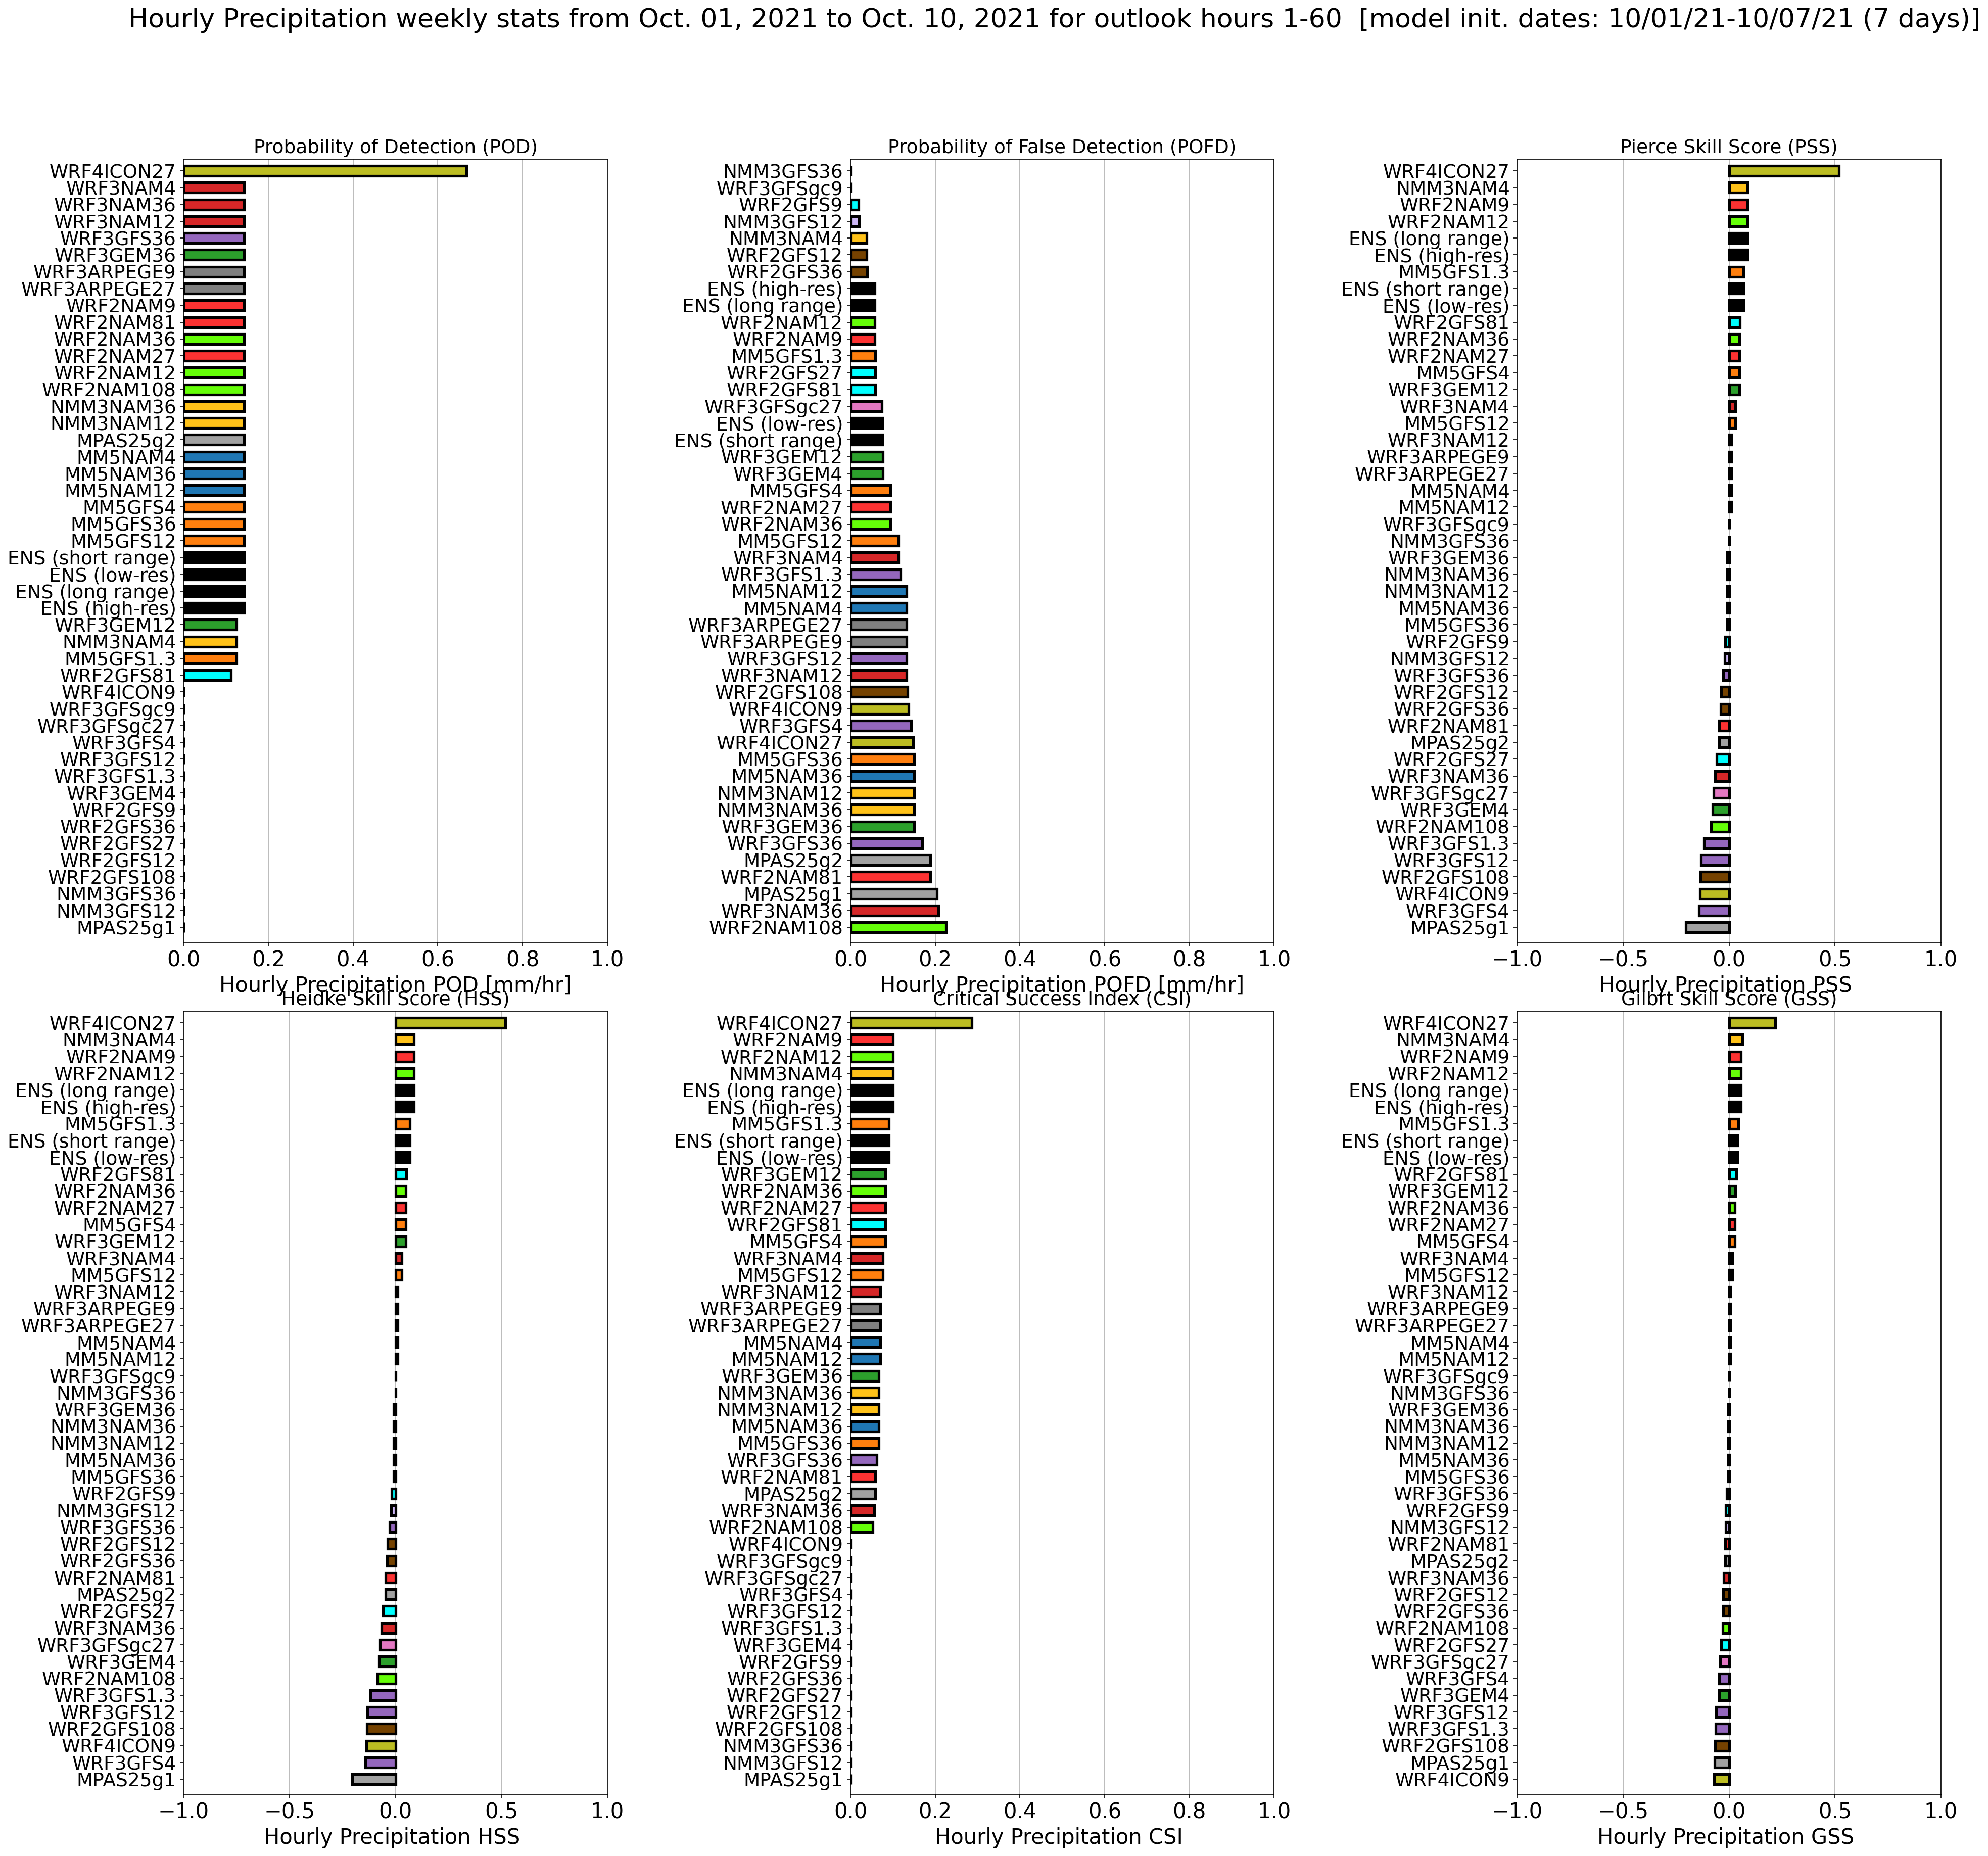 Hourly Precipitation weekly stats from Oct. 01, 2021 to Oct. 10, 2021 for outlook hours 1-60  [model init. dates: 10/01/21-10/07/21 (7 days)]
Probability of Detection (POD)
WRF4ICON27
WRF3NAM4
WRF3NAM36
WRF3NAM12
WRF3GFS36
WRF3GEM36
WRF3ARPEGE9
WRF3ARPEGE27
WRF2NAM9
WRF2NAM81
WRF2NAM36
WRF2NAM27
WRF2NAM12
WRF2NAM108
NMM3NAM36
NMM3NAM12
MPAS25g2
MM5NAM4
MM5NAM36
MM5NAM12
MM5GFS4
MM5GFS36
MM5GFS12
ENS (short range)
ENS (low-res)
ENS (long range)
ENS (high-res)
WRF3GEM12
NMM3NAM4
MM5GFS1.3
WRF2GFS81
WRF4ICON9
WRF3GFSgc9
WRF3GFSgc27
WRF3GFS4
WRF3GFS12
WRF3GFS1.3
WRF3GEM4
WRF2GFS9
WRF2GFS36
WRF2GFS27
WRF2GFS12
WRF2GFS108
NMM3GFS36
NMM3GFS12
MPAS25g1
0.0 0.2 0.4 0.6 0.8 1.0
Hourly Precipitation POD [mm/hr]
Probability of False Detection (POFD)
NMM3GFS36
WRF3GFSgc9
WRF2GFS9
NMM3GFS12
NMM3NAM4
WRF2GFS12
WRF2GFS36
ENS (high-res)
ENS (long range)
WRF2NAM12
WRF2NAM9
MM5GFS1.3
WRF2GFS27
WRF2GFS81
WRF3GFSgc27
ENS (low-res)
ENS (short range)
WRF3GEM12
WRF3GEM4
MM5GFS4
WRF2NAM27
WRF2NAM36
MM5GFS12
WRF3NAM4
WRF3GFS1.3
MM5NAM12
MM5NAM4
WRF3ARPEGE27
WRF3ARPEGE9
WRF3GFS12
WRF3NAM12
WRF2GFS108
WRF4ICON9
WRF3GFS4
WRF4ICON27
MM5GFS36
MM5NAM36
NMM3NAM12
NMM3NAM36
WRF3GEM36
WRF3GFS36
MPAS25g2
WRF2NAM81
MPAS25g1
WRF3NAM36
WRF2NAM108
0.0 0.2 0.4 0.6 0.8 1.0
Hourly Precipitation POFD [mm/hr]
Pierce Skill Score (PSS)
WRF4ICON27
NMM3NAM4
WRF2NAM9
WRF2NAM12
ENS (long range)
ENS (high-res)
MM5GFS1.3
ENS (short range)
ENS (low-res)
WRF2GFS81
WRF2NAM36
WRF2NAM27
MM5GFS4
WRF3GEM12
WRF3NAM4
MM5GFS12
WRF3NAM12
WRF3ARPEGE9
WRF3ARPEGE27
MM5NAM4
MM5NAM12
WRF3GFSgc9
NMM3GFS36
WRF3GEM36
NMM3NAM36
NMM3NAM12
MM5NAM36
MM5GFS36
WRF2GFS9
NMM3GFS12
WRF3GFS36
WRF2GFS12
WRF2GFS36
WRF2NAM81
MPAS25g2
WRF2GFS27
WRF3NAM36
WRF3GFSgc27
WRF3GEM4
WRF2NAM108
WRF3GFS1.3
WRF3GFS12
WRF2GFS108
WRF4ICON9
WRF3GFS4
MPAS25g1
−1.0 −0.5 0.0 0.5 1.0
Hourly Precipitation PSS
Heidke Skill Score (HSS)
WRF4ICON27
NMM3NAM4
WRF2NAM9
WRF2NAM12
ENS (long range)
ENS (high-res)
MM5GFS1.3
ENS (short range)
ENS (low-res)
WRF2GFS81
WRF2NAM36
WRF2NAM27
MM5GFS4
WRF3GEM12
WRF3NAM4
MM5GFS12
WRF3NAM12
WRF3ARPEGE9
WRF3ARPEGE27
MM5NAM4
MM5NAM12
WRF3GFSgc9
NMM3GFS36
WRF3GEM36
NMM3NAM36
NMM3NAM12
MM5NAM36
MM5GFS36
WRF2GFS9
NMM3GFS12
WRF3GFS36
WRF2GFS12
WRF2GFS36
WRF2NAM81
MPAS25g2
WRF2GFS27
WRF3NAM36
WRF3GFSgc27
WRF3GEM4
WRF2NAM108
WRF3GFS1.3
WRF3GFS12
WRF2GFS108
WRF4ICON9
WRF3GFS4
MPAS25g1
−1.0 −0.5 0.0 0.5 1.0
Hourly Precipitation HSS
Critical Success Index (CSI)
WRF4ICON27
WRF2NAM9
WRF2NAM12
NMM3NAM4
ENS (long range)
ENS (high-res)
MM5GFS1.3
ENS (short range)
ENS (low-res)
WRF3GEM12
WRF2NAM36
WRF2NAM27
WRF2GFS81
MM5GFS4
WRF3NAM4
MM5GFS12
WRF3NAM12
WRF3ARPEGE9
WRF3ARPEGE27
MM5NAM4
MM5NAM12
WRF3GEM36
NMM3NAM36
NMM3NAM12
MM5NAM36
MM5GFS36
WRF3GFS36
WRF2NAM81
MPAS25g2
WRF3NAM36
WRF2NAM108
WRF4ICON9
WRF3GFSgc9
WRF3GFSgc27
WRF3GFS4
WRF3GFS12
WRF3GFS1.3
WRF3GEM4
WRF2GFS9
WRF2GFS36
WRF2GFS27
WRF2GFS12
WRF2GFS108
NMM3GFS36
NMM3GFS12
MPAS25g1
0.0 0.2 0.4 0.6 0.8 1.0
Hourly Precipitation CSI
Gilbrt Skill Score (GSS)
WRF4ICON27
NMM3NAM4
WRF2NAM9
WRF2NAM12
ENS (long range)
ENS (high-res)
MM5GFS1.3
ENS (short range)
ENS (low-res)
WRF2GFS81
WRF3GEM12
WRF2NAM36
WRF2NAM27
MM5GFS4
WRF3NAM4
MM5GFS12
WRF3NAM12
WRF3ARPEGE9
WRF3ARPEGE27
MM5NAM4
MM5NAM12
WRF3GFSgc9
NMM3GFS36
WRF3GEM36
NMM3NAM36
NMM3NAM12
MM5NAM36
MM5GFS36
WRF3GFS36
WRF2GFS9
NMM3GFS12
WRF2NAM81
MPAS25g2
WRF3NAM36
WRF2GFS12
WRF2GFS36
WRF2NAM108
WRF2GFS27
WRF3GFSgc27
WRF3GFS4
WRF3GEM4
WRF3GFS12
WRF3GFS1.3
WRF2GFS108
MPAS25g1
WRF4ICON9
−1.0 −0.5 0.0 0.5 1.0
Hourly Precipitation GSS